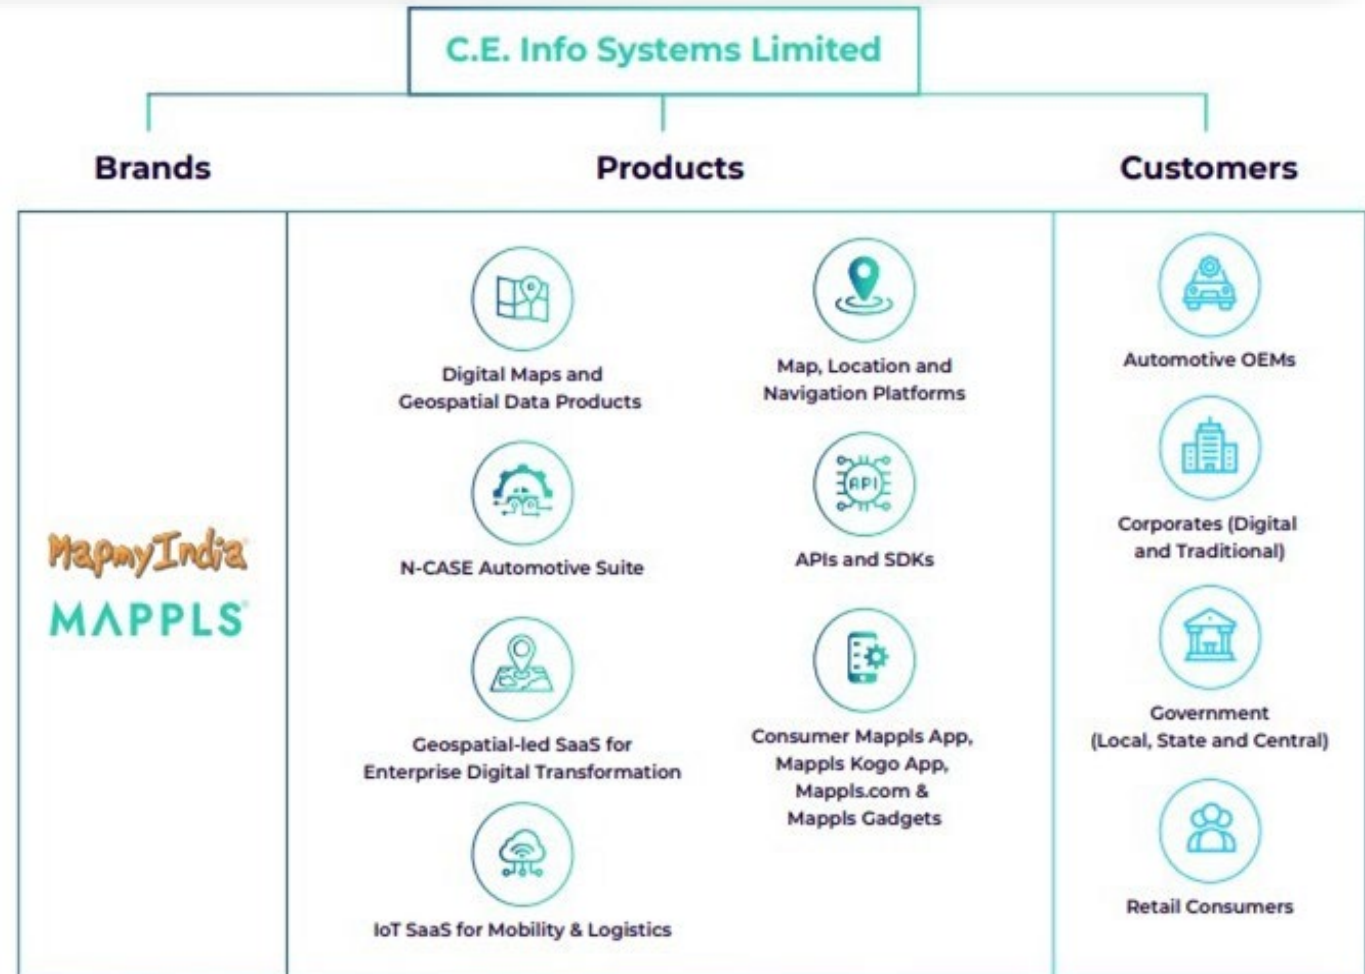 C.E. Info Systems Limited
Brands
Products
Customers
MapmyIndia
MAPPLS
Digital Maps and
Geospatial Data Products
Map, Location and
Navigation Platforms
N-CASE Automotive Suite
API
APIs and SDKs
Geospatial-led SaaS for
Enterprise Digital Transformation
Consumer Mappls App,
Mappls Kogo App,
Mappls.com &
Mappls Gadgets
IoT SaaS for Mobility & Logistics
Automotive OEMs
Corporates (Digital
and Traditional)
Government
(Local, State and Central)
Retail Consumers